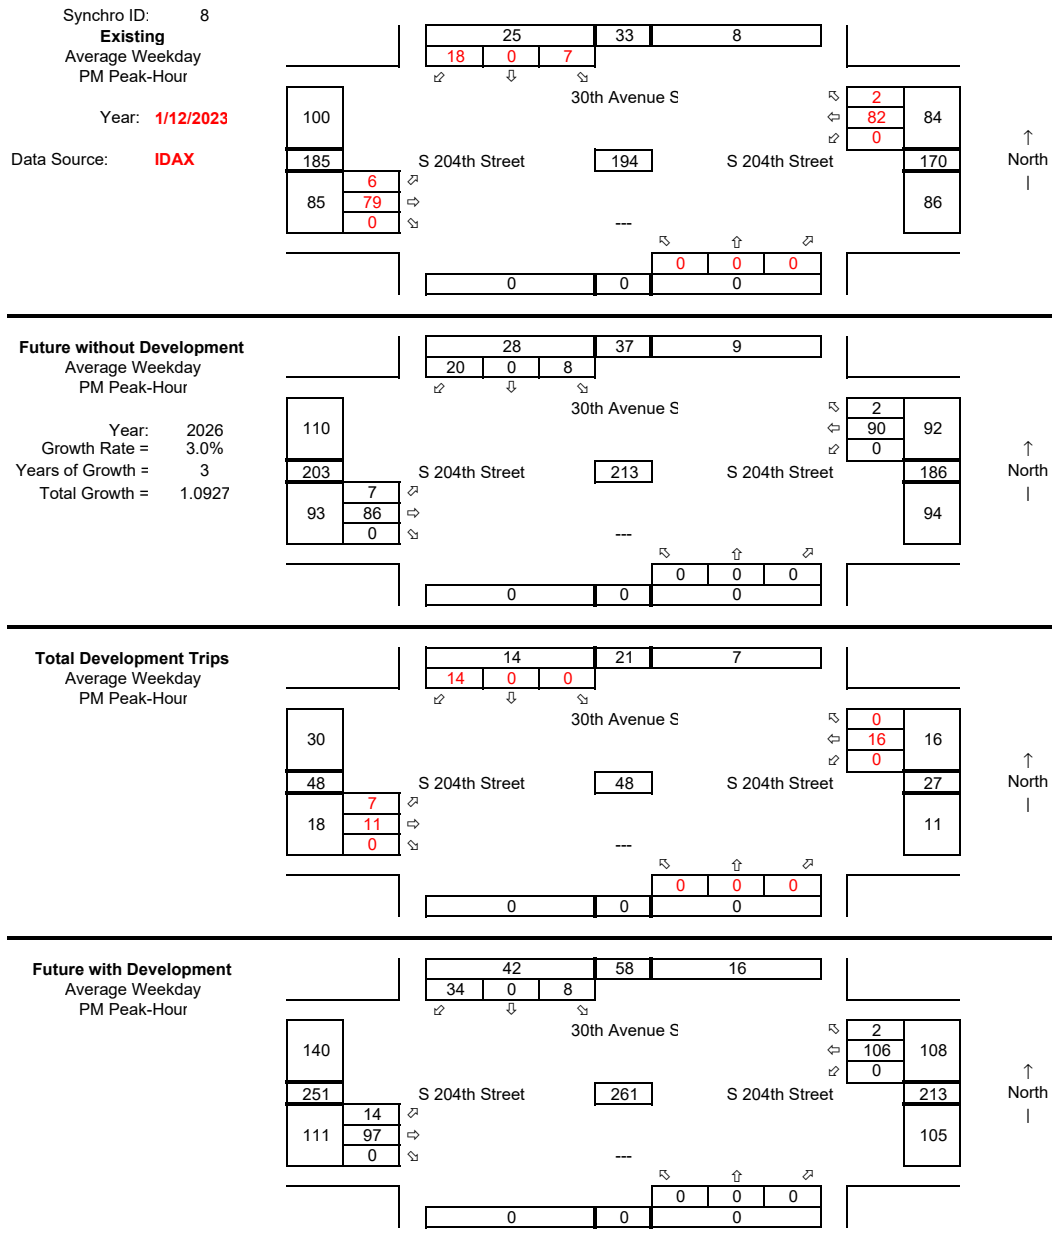 Synchro ID: 8
Existing
Average Weekday
PM Peak-Hour
Year: 1/12/2023
Data Source: IDAX
25 33 8
18 0 7
30th Avenue S
100
2
82 84
0
↑
North
|
185 S 204th Street 194 S 204th Street 170
6
85 79 86
0
---
0 0 0
0 0 0
Future without Development
Average Weekday
PM Peak-Hour
Year: 2026
Growth Rate = 3.0%
Years of Growth = 3
Total Growth = 1.0927
28 37 9
20 0 8
30th Avenue S
110
2
90 92
0
↑
North
|
203 S 204th Street 213 S 204th Street 186
7
93 86 94
0
---
0 0 0
0 0 0
Total Development Trips
Average Weekday
PM Peak-Hour
14 21 7
14 0 0
30th Avenue S
30
0
16 16
0
↑
North
|
48 S 204th Street 48 S 204th Street 27
7
18 11 11
0
---
0 0 0
0 0 0
Future with Development
Average Weekday
PM Peak-Hour
42 58 16
34 0 8
30th Avenue S
140
2
106 108
0
↑
North
|
251 S 204th Street 261 S 204th Street 213
14
111 97 105
0
---
0 0 0
0 0 0